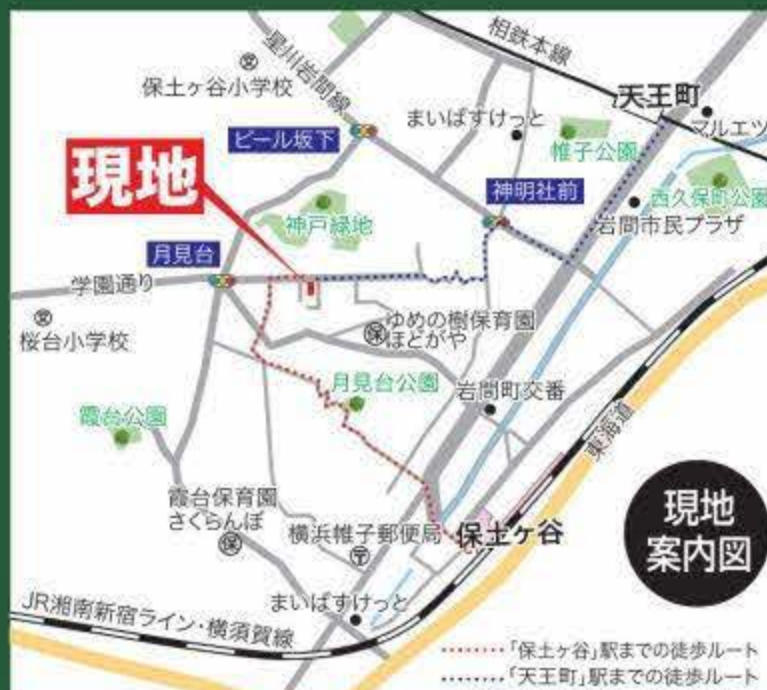 相鉄本線
星川岩間線
保土ヶ谷小学校
天王町
まいばすけっと
マルエツ
ビール坂下
帷子公園
現地
神明社前
西久保町公園
神戸緑地
岩間市民プラザ
月見台
学園通り
ゆめの樹保育園
ほどがや
保
桜台小学校
月見台公園
岩間町交番
霞台公園
東海道
霞台保育園
さくらんぼ
保
横浜帷子郵便局
保土ヶ谷
現地
案内図
まいばすけっと
JR湘南新宿ライン・横須賀線
「保土ヶ谷」駅までの徒歩ルート
「天王町」駅までの徒歩ルート